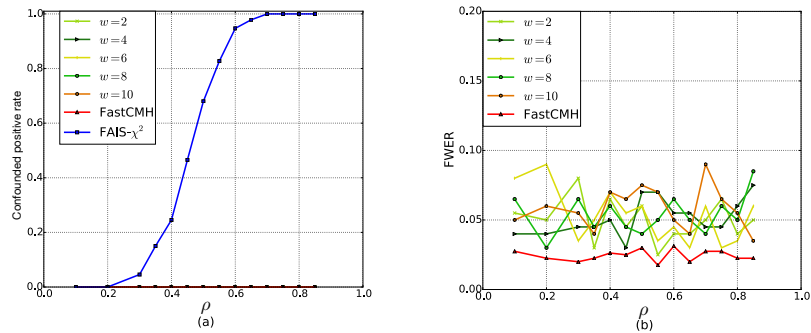 1.0
0.8
0.6
0.4
0.2
0.0
Confounded positive rate
w = 2
w = 4
w = 6
w = 8
w = 10
FastCMH
FAIS-χ²
0.0 0.2 0.4 0.6 0.8 1.0
ρ
(a)
0.20
0.15
0.10
0.05
0.00
FWER
w = 2
w = 4
w = 6
w = 8
w = 10
FastCMH
0.0 0.2 0.4 0.6 0.8 1.0
ρ
(b)